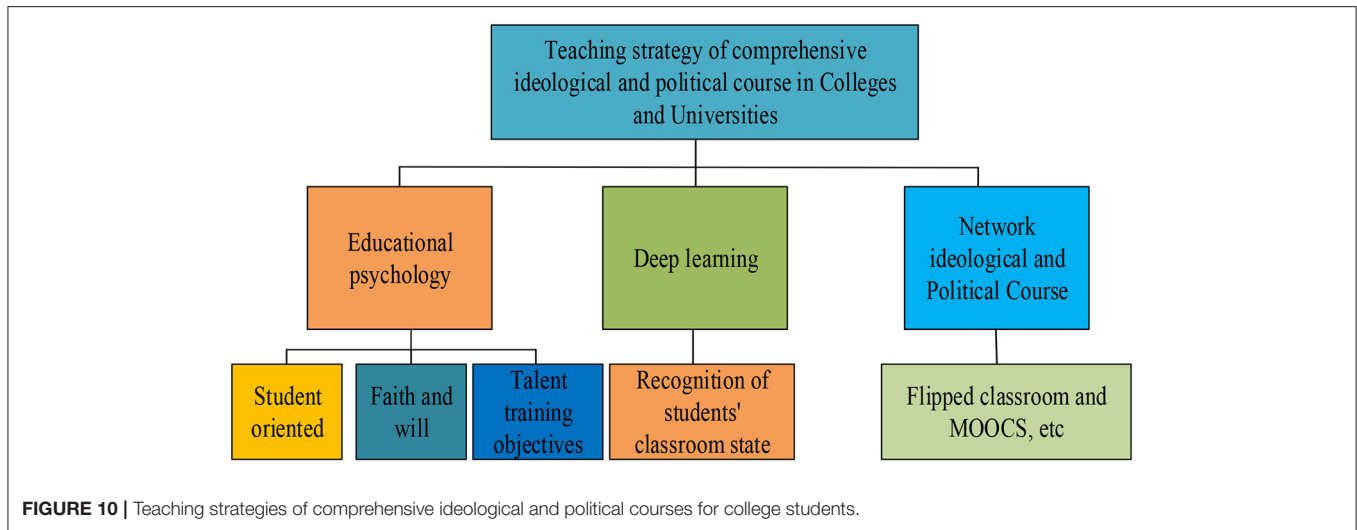 Teaching strategy of comprehensive
ideological and political course in Colleges
and Universities
Educational
psychology
Deep learning
Network
ideological and
Political Course
Student
oriented
Faith and
will
Talent
training
objectives
Recognition of
students'
classroom state
Flipped classroom and
MOOCS, etc
FIGURE 10 | Teaching strategies of comprehensive ideological and political courses for college students.